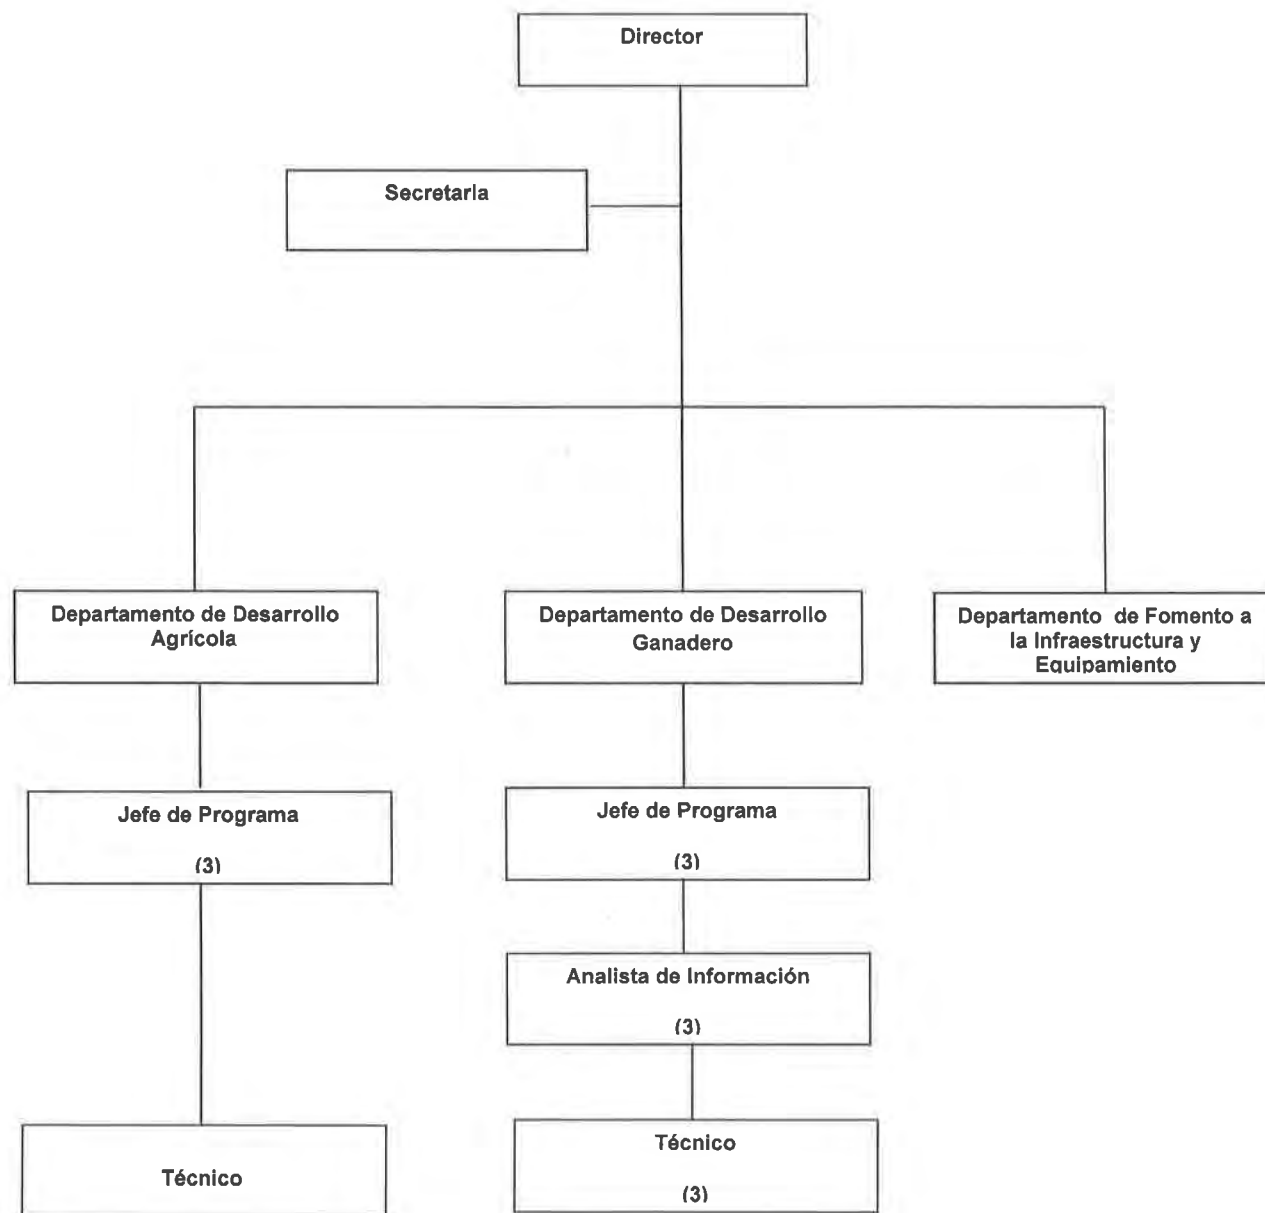 Director
Secretaria
Departamento de Desarrollo
Agrícola
Departamento de Desarrollo
Ganadero
Departamento de Fomento a
la Infraestructura y
Equipamiento
Jefe de Programa
(3)
Jefe de Programa
(3)
Analista de Información
(3)
Técnico
Técnico
(3)